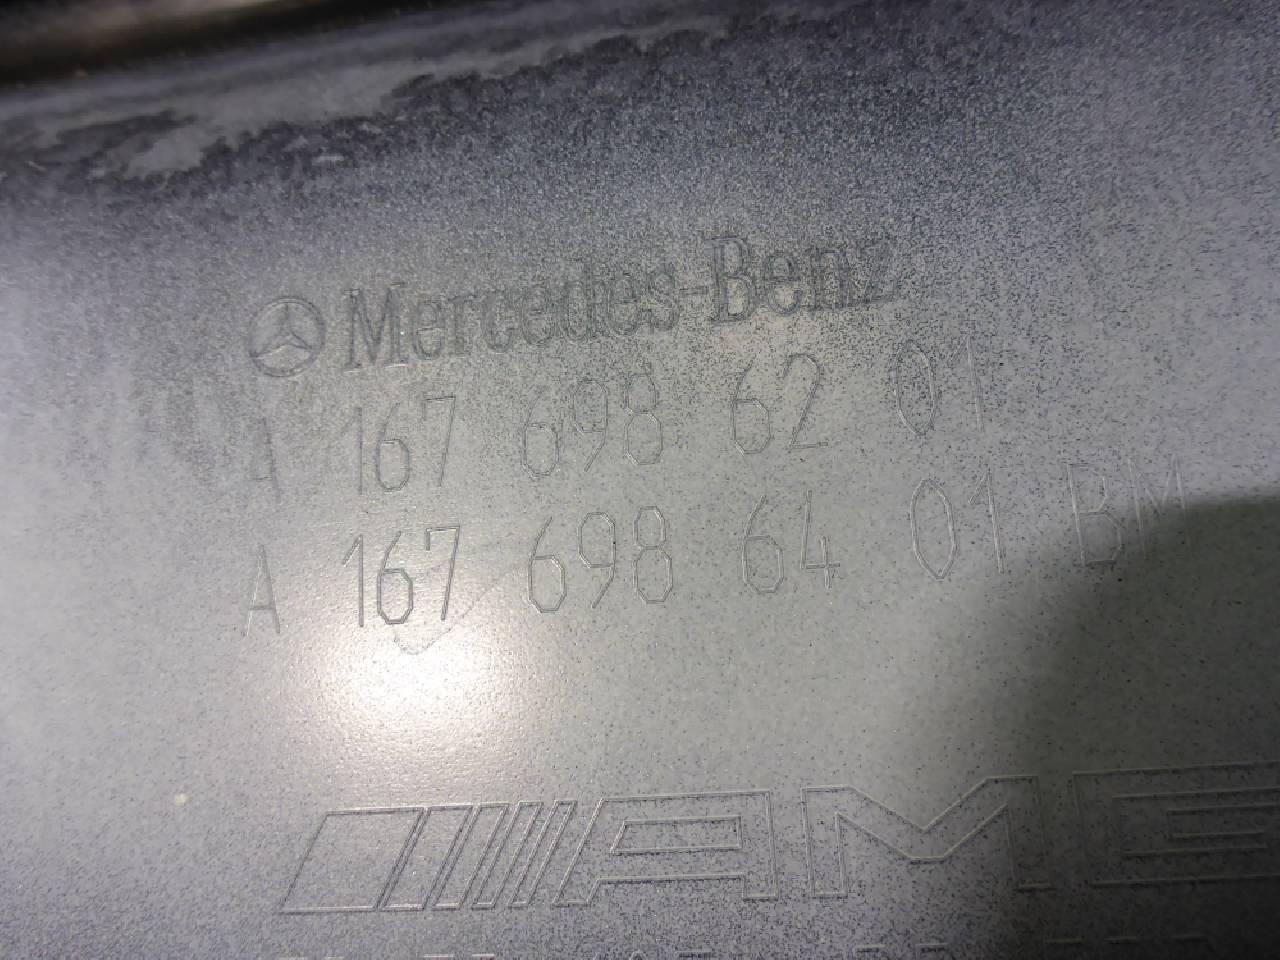 Mercedes-Benz
A 167 698 62 01
A 167 698 64 01 BM
AMG